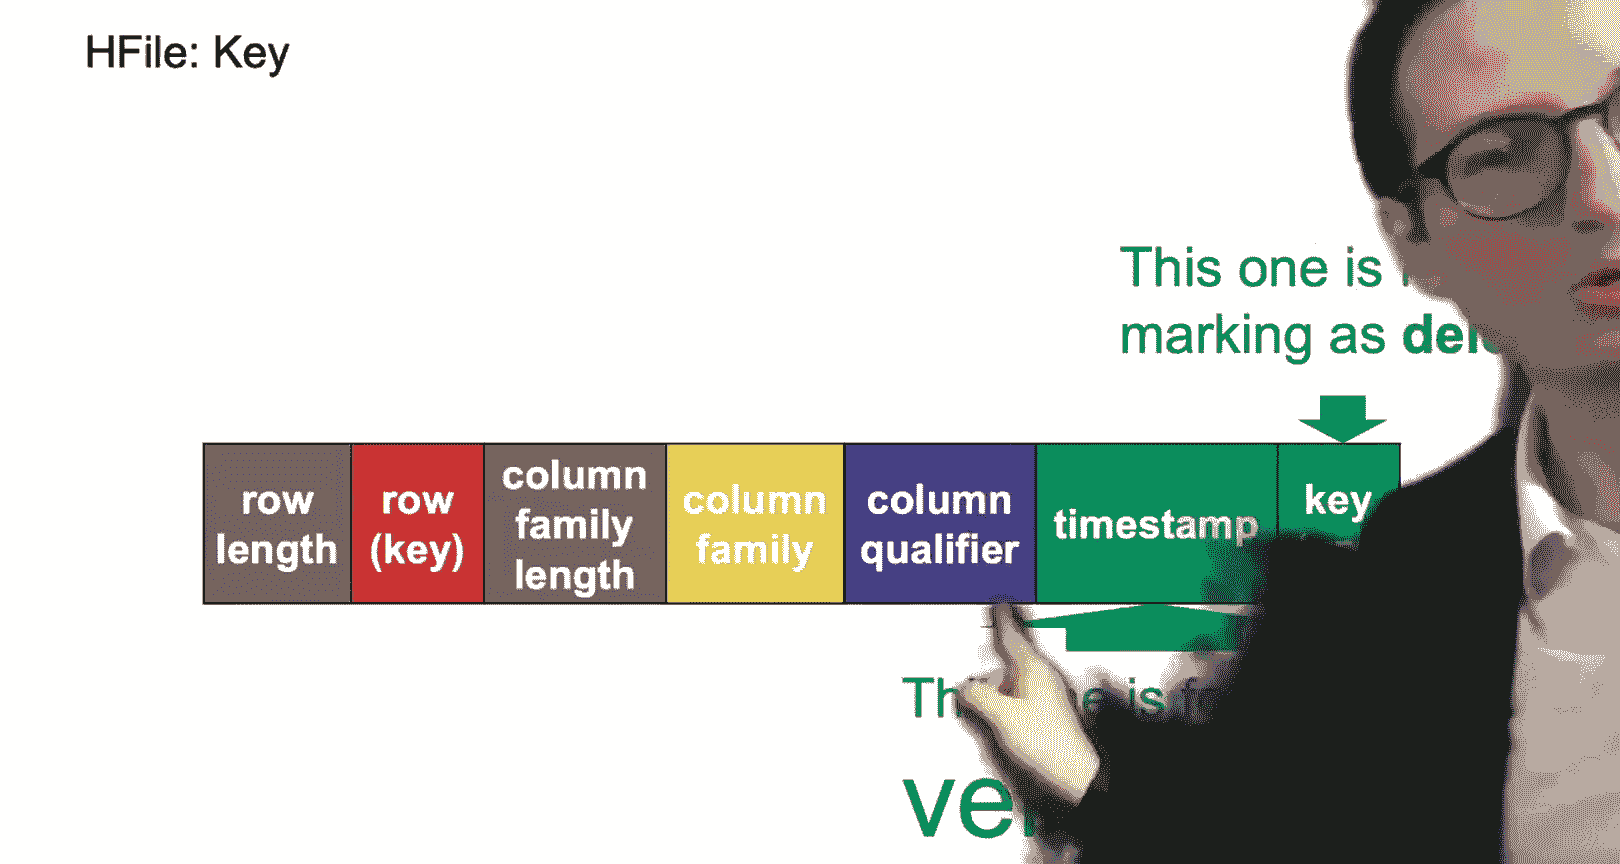 HFile: Key
This one is
marking as
row
length
row
(key)
column
family
length
column
family
column
qualifier
timestamp
key
is